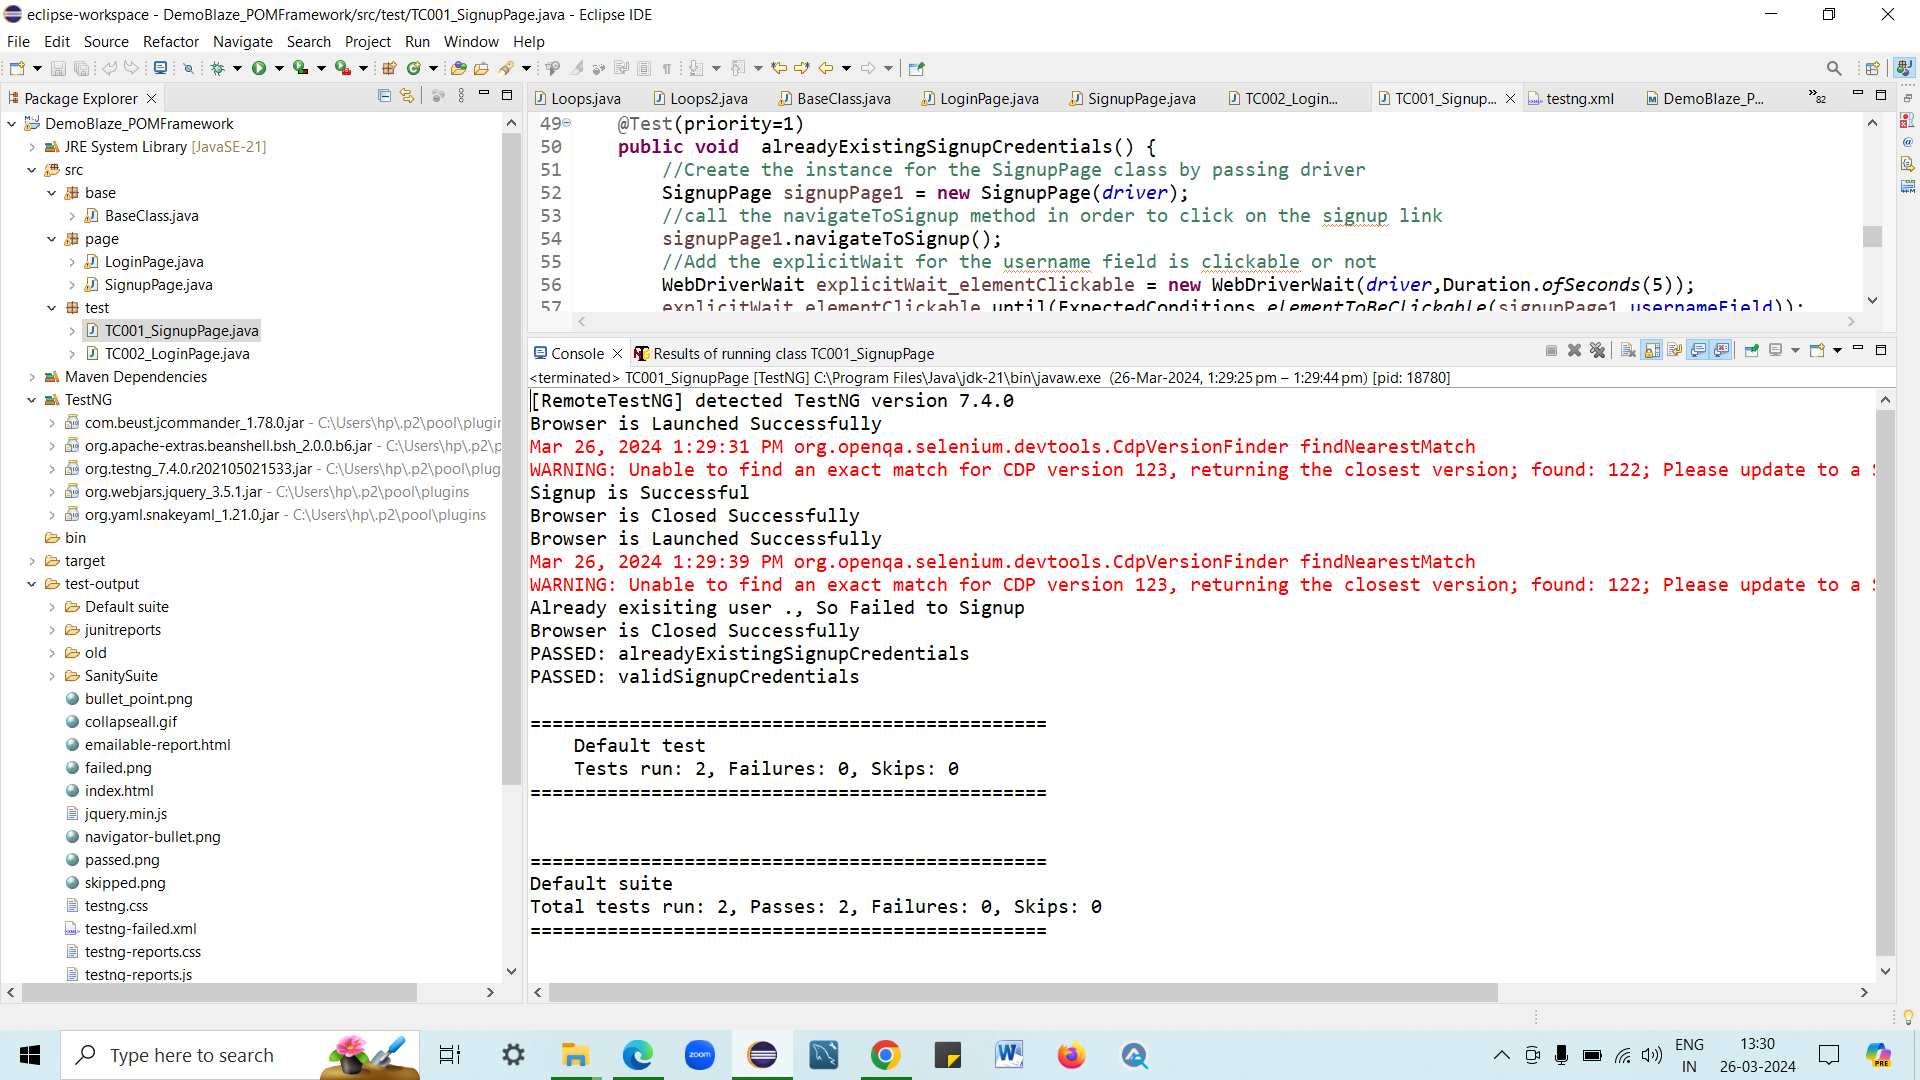 eclipse-workspace - DemoBlaze_POMFramework/src/test/TC001_SignupPage.java - Eclipse IDE
File Edit Source Refactor Navigate Search Project Run Window Help
Package Explorer
DemoBlaze_POMFramework
JRE System Library [JavaSE-21]
src
base
BaseClass.java
page
LoginPage.java
SignupPage.java
test
TC001_SignupPage.java
TC002_LoginPage.java
Maven Dependencies
TestNG
com.beust.jcommander_1.78.0.jar - C:\Users\hp\.p2\pool\plugin
org.apache-extras.beanshell.bsh_2.0.0.b6.jar - C:\Users\hp\.p2\p
org.testng_7.4.0.r202105021533.jar - C:\Users\hp\.p2\pool\plug
org.webjars.jquery_3.5.1.jar - C:\Users\hp\.p2\pool\plugins
org.yaml.snakeyaml_1.21.0.jar - C:\Users\hp\.p2\pool\plugins
bin
target
test-output
Default suite
junitreports
old
SanitySuite
bullet_point.png
collapseall.gif
emailable-report.html
failed.png
index.html
jquery.min.js
navigator-bullet.png
passed.png
skipped.png
testng.css
testng-failed.xml
testng-reports.css
testng-reports.js
Loops.java Loops2.java BaseClass.java LoginPage.java SignupPage.java TC002_Login... TC001_Signup... testng.xml DemoBlaze_P... 82
49 @Test(priority=1)
50 public void alreadyExistingSignupCredentials() {
51 //Create the instance for the SignupPage class by passing driver
52 SignupPage signupPage1 = new SignupPage(driver);
53 //call the navigateToSignup method in order to click on the signup link
54 signupPage1.navigateToSignup();
55 //Add the explicitWait for the username field is clickable or not
56 WebDriverWait explicitWait_elementClickable = new WebDriverWait(driver,Duration.ofSeconds(5));
57 explicitWait_elementClickable.until(ExpectedConditions.elementToBeClickable(signupPage1.usernameField));
Console Results of running class TC001_SignupPage
<terminated> TC001_SignupPage [TestNG] C:\Program Files\Java\jdk-21\bin\javaw.exe (26-Mar-2024, 1:29:25 pm – 1:29:44 pm) [pid: 18780]
[RemoteTestNG] detected TestNG version 7.4.0
Browser is Launched Successfully
Mar 26, 2024 1:29:31 PM org.openqa.selenium.devtools.CdpVersionFinder findNearestMatch
WARNING: Unable to find an exact match for CDP version 123, returning the closest version; found: 122; Please update to a S
Signup is Successful
Browser is Closed Successfully
Browser is Launched Successfully
Mar 26, 2024 1:29:39 PM org.openqa.selenium.devtools.CdpVersionFinder findNearestMatch
WARNING: Unable to find an exact match for CDP version 123, returning the closest version; found: 122; Please update to a S
Already exisiting user ., So Failed to Signup
Browser is Closed Successfully
PASSED: alreadyExistingSignupCredentials
PASSED: validSignupCredentials
===============================================
Default test
Tests run: 2, Failures: 0, Skips: 0
===============================================
===============================================
Default suite
Total tests run: 2, Passes: 2, Failures: 0, Skips: 0
===============================================
Type here to search
zoom
ENG
IN
13:30
26-03-2024
PRE